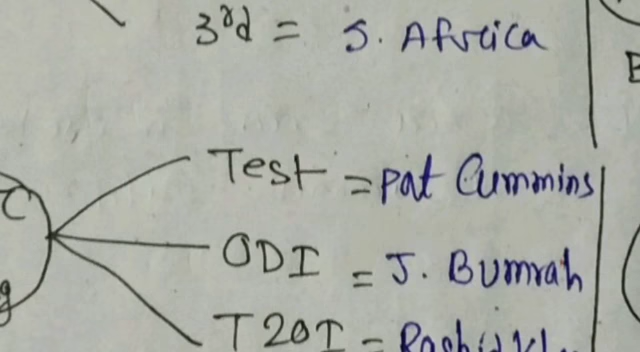 3rd = S. Africa
Test = Pat Cummins
ODI = J. Bumrah
T20I =